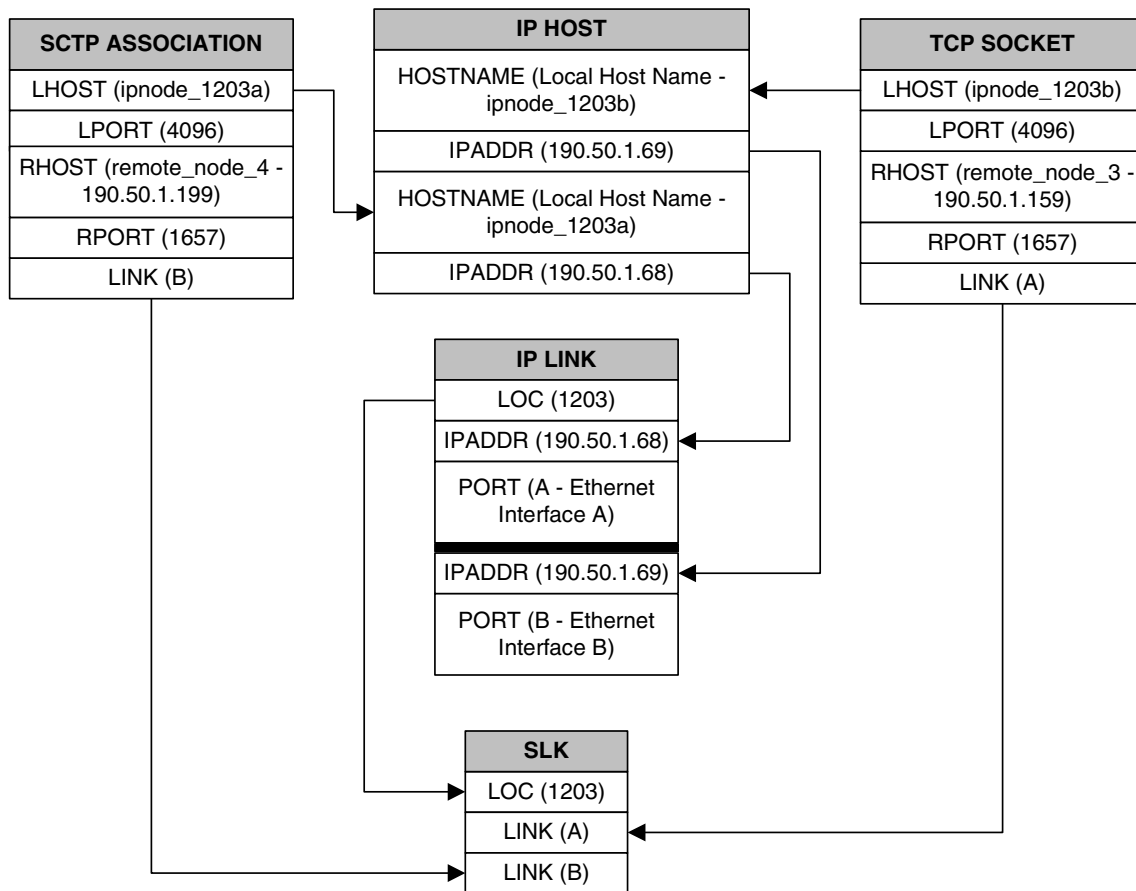 SCTP ASSOCIATION
LHOST (ipnode_1203a)
LPORT (4096)
RHOST (remote_node_4 -
190.50.1.199)
RPORT (1657)
LINK (B)
IP HOST
HOSTNAME (Local Host Name -
ipnode_1203b)
IPADDR (190.50.1.69)
HOSTNAME (Local Host Name -
ipnode_1203a)
IPADDR (190.50.1.68)
TCP SOCKET
LHOST (ipnode_1203b)
LPORT (4096)
RHOST (remote_node_3 -
190.50.1.159)
RPORT (1657)
LINK (A)
IP LINK
LOC (1203)
IPADDR (190.50.1.68)
PORT (A - Ethernet
Interface A)
IPADDR (190.50.1.69)
PORT (B - Ethernet
Interface B)
SLK
LOC (1203)
LINK (A)
LINK (B)